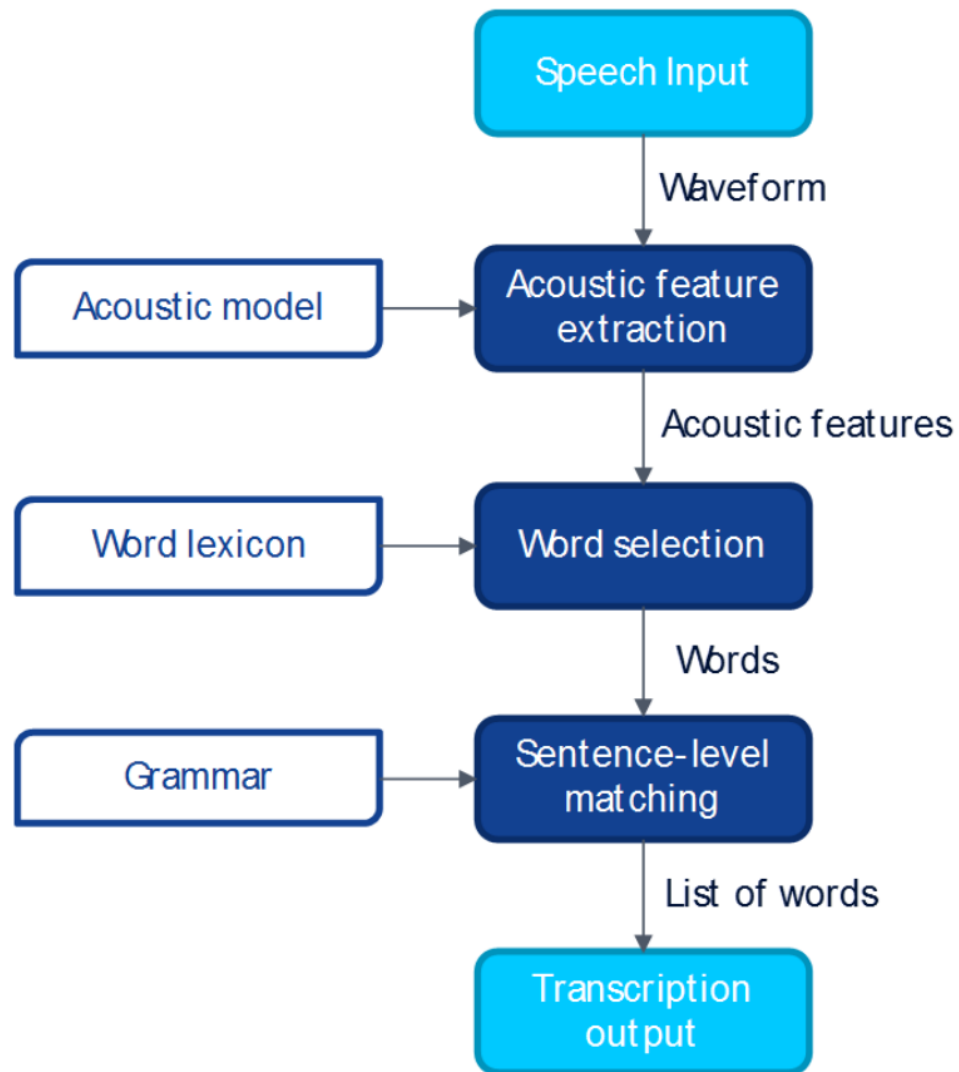 Speech Input
Waveform
Acoustic model
Acoustic feature
extraction
Acoustic features
Word lexicon
Word selection
Words
Grammar
Sentence-level
matching
List of words
Transcription
output